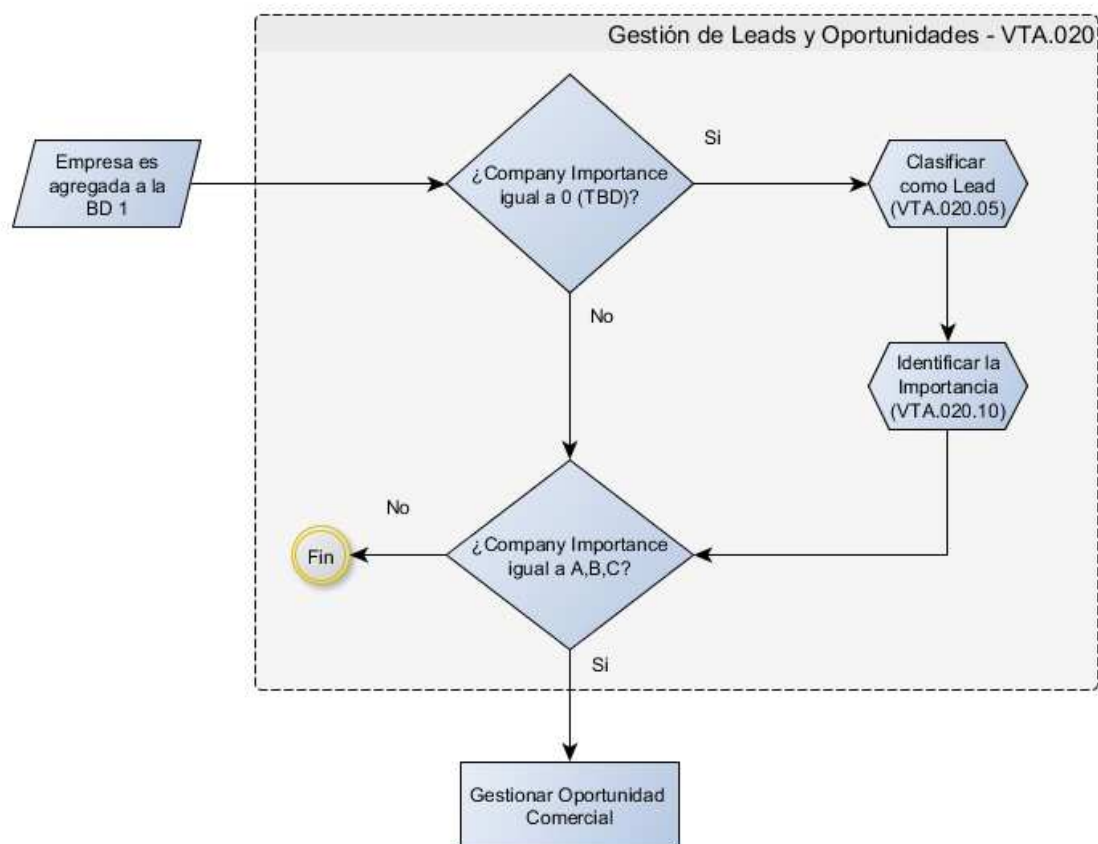 Gestión de Leads y Oportunidades - VTA.020
Empresa es
agregada a la
BD 1
¿Company Importance
igual a 0 (TBD)?
Si
Clasificar
como Lead
(VTA.020.05)
No
Identificar la
Importancia
(VTA.020.10)
¿Company Importance
igual a A,B,C?
No
Fin
Si
Gestionar Oportunidad
Comercial